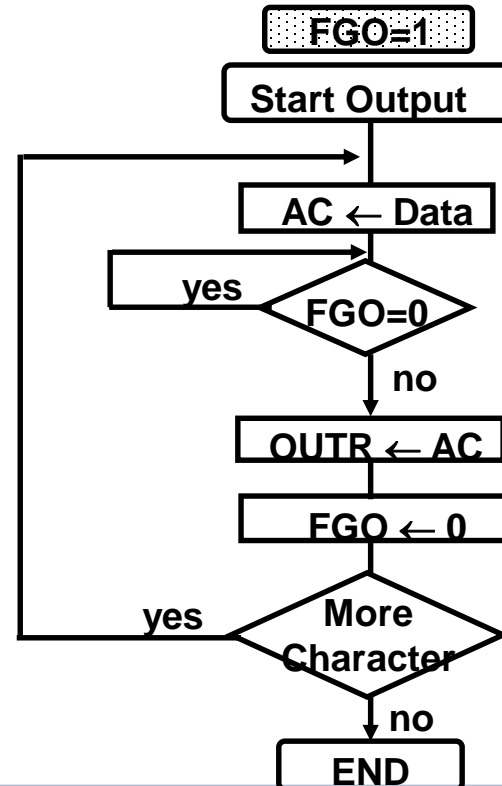 FGO=1
Start Output
AC ← Data
yes
FGO=0
no
OUTR ← AC
FGO ← 0
yes
More
Character
no
END